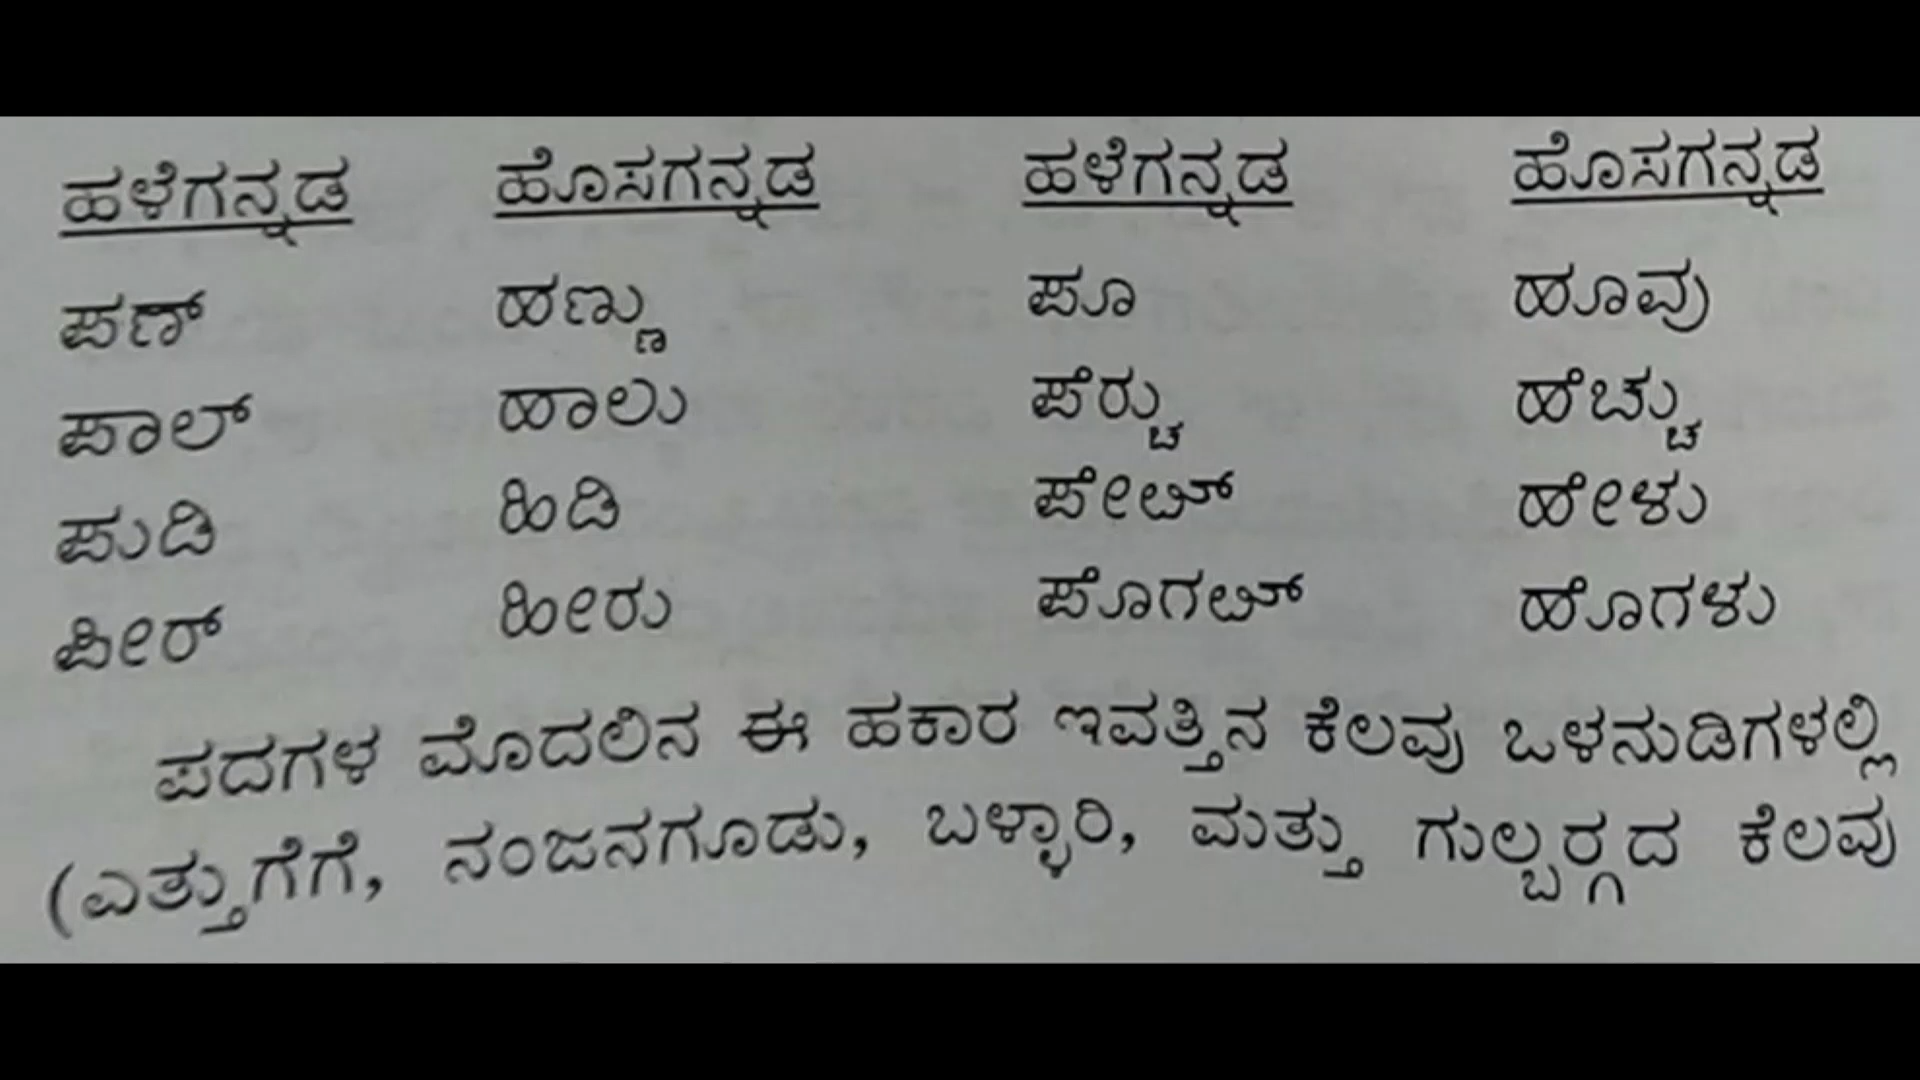 ಹಳೆಗನ್ನಡ ಹೊಸಗನ್ನಡ ಹಳೆಗನ್ನಡ ಹೊಸಗನ್ನಡ
ಪಣ್ ಹಣ್ಣು ಪೂ ಹೂವು
ಪಾಲ್ ಹಾಲು ಪೆರ‍್ಚು ಹೆಚ್ಚು
ಪುಡಿ ಹಿಡಿ ಪೇೞ್ ಹೇಳು
ಪೀರ್ ಹೀರು ಪೊಗೞ್ ಹೊಗಳು
ಪದಗಳ ಮೊದಲಿನ ಈ ಹಕಾರ ಇವತ್ತಿನ ಕೆಲವು ಒಳನುಡಿಗಳಲ್ಲಿ
(ಎತ್ತುಗೆಗೆ, ನಂಜನಗೂಡು, ಬಳ್ಳಾರಿ, ಮತ್ತು ಗುಲ್ಬರ‍್ಗದ ಕೆಲವು